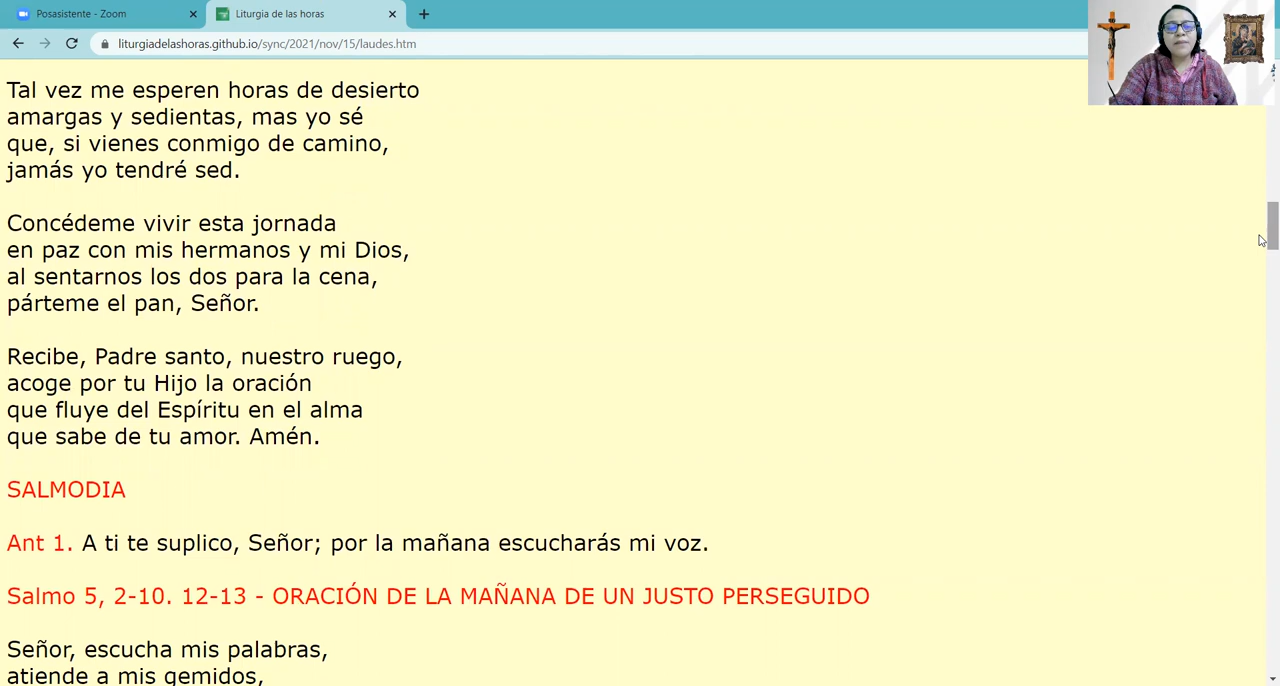 Posasistente - Zoom
Liturgia de las horas
liturgiadelashoras.github.io/sync/2021/nov/15/laudes.htm
Tal vez me esperen horas de desierto
amargas y sedientas, mas yo sé
que, si vienes conmigo de camino,
jamás yo tendré sed.
Concédeme vivir esta jornada
en paz con mis hermanos y mi Dios,
al sentarnos los dos para la cena,
párteme el pan, Señor.
Recibe, Padre santo, nuestro ruego,
acoge por tu Hijo la oración
que fluye del Espíritu en el alma
que sabe de tu amor. Amén.
SALMODIA
Ant 1. A ti te suplico, Señor; por la mañana escucharás mi voz.
Salmo 5, 2-10. 12-13 - ORACIÓN DE LA MAÑANA DE UN JUSTO PERSEGUIDO
Señor, escucha mis palabras,
atiende a mis gemidos,